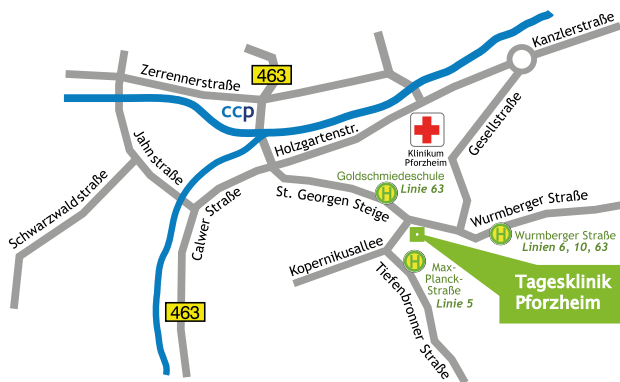 Kanzlerstraße
Zerrennerstraße
463
ccp
Holzgartenstr.
Klinikum
Pforzheim
Gesellstraße
Jahnstraße
Goldschmiedeschule
Linie 63
H
St. Georgen Steige
Schwarzwaldstraße
Calwer Straße
Wurmberger Straße
H
Wurmberger Straße
Linien 6, 10, 63
Kopernikusallee
H
Max-
Planck-
Straße
Linie 5
Tiefenbronner Straße
Tagesklinik
Pforzheim
463